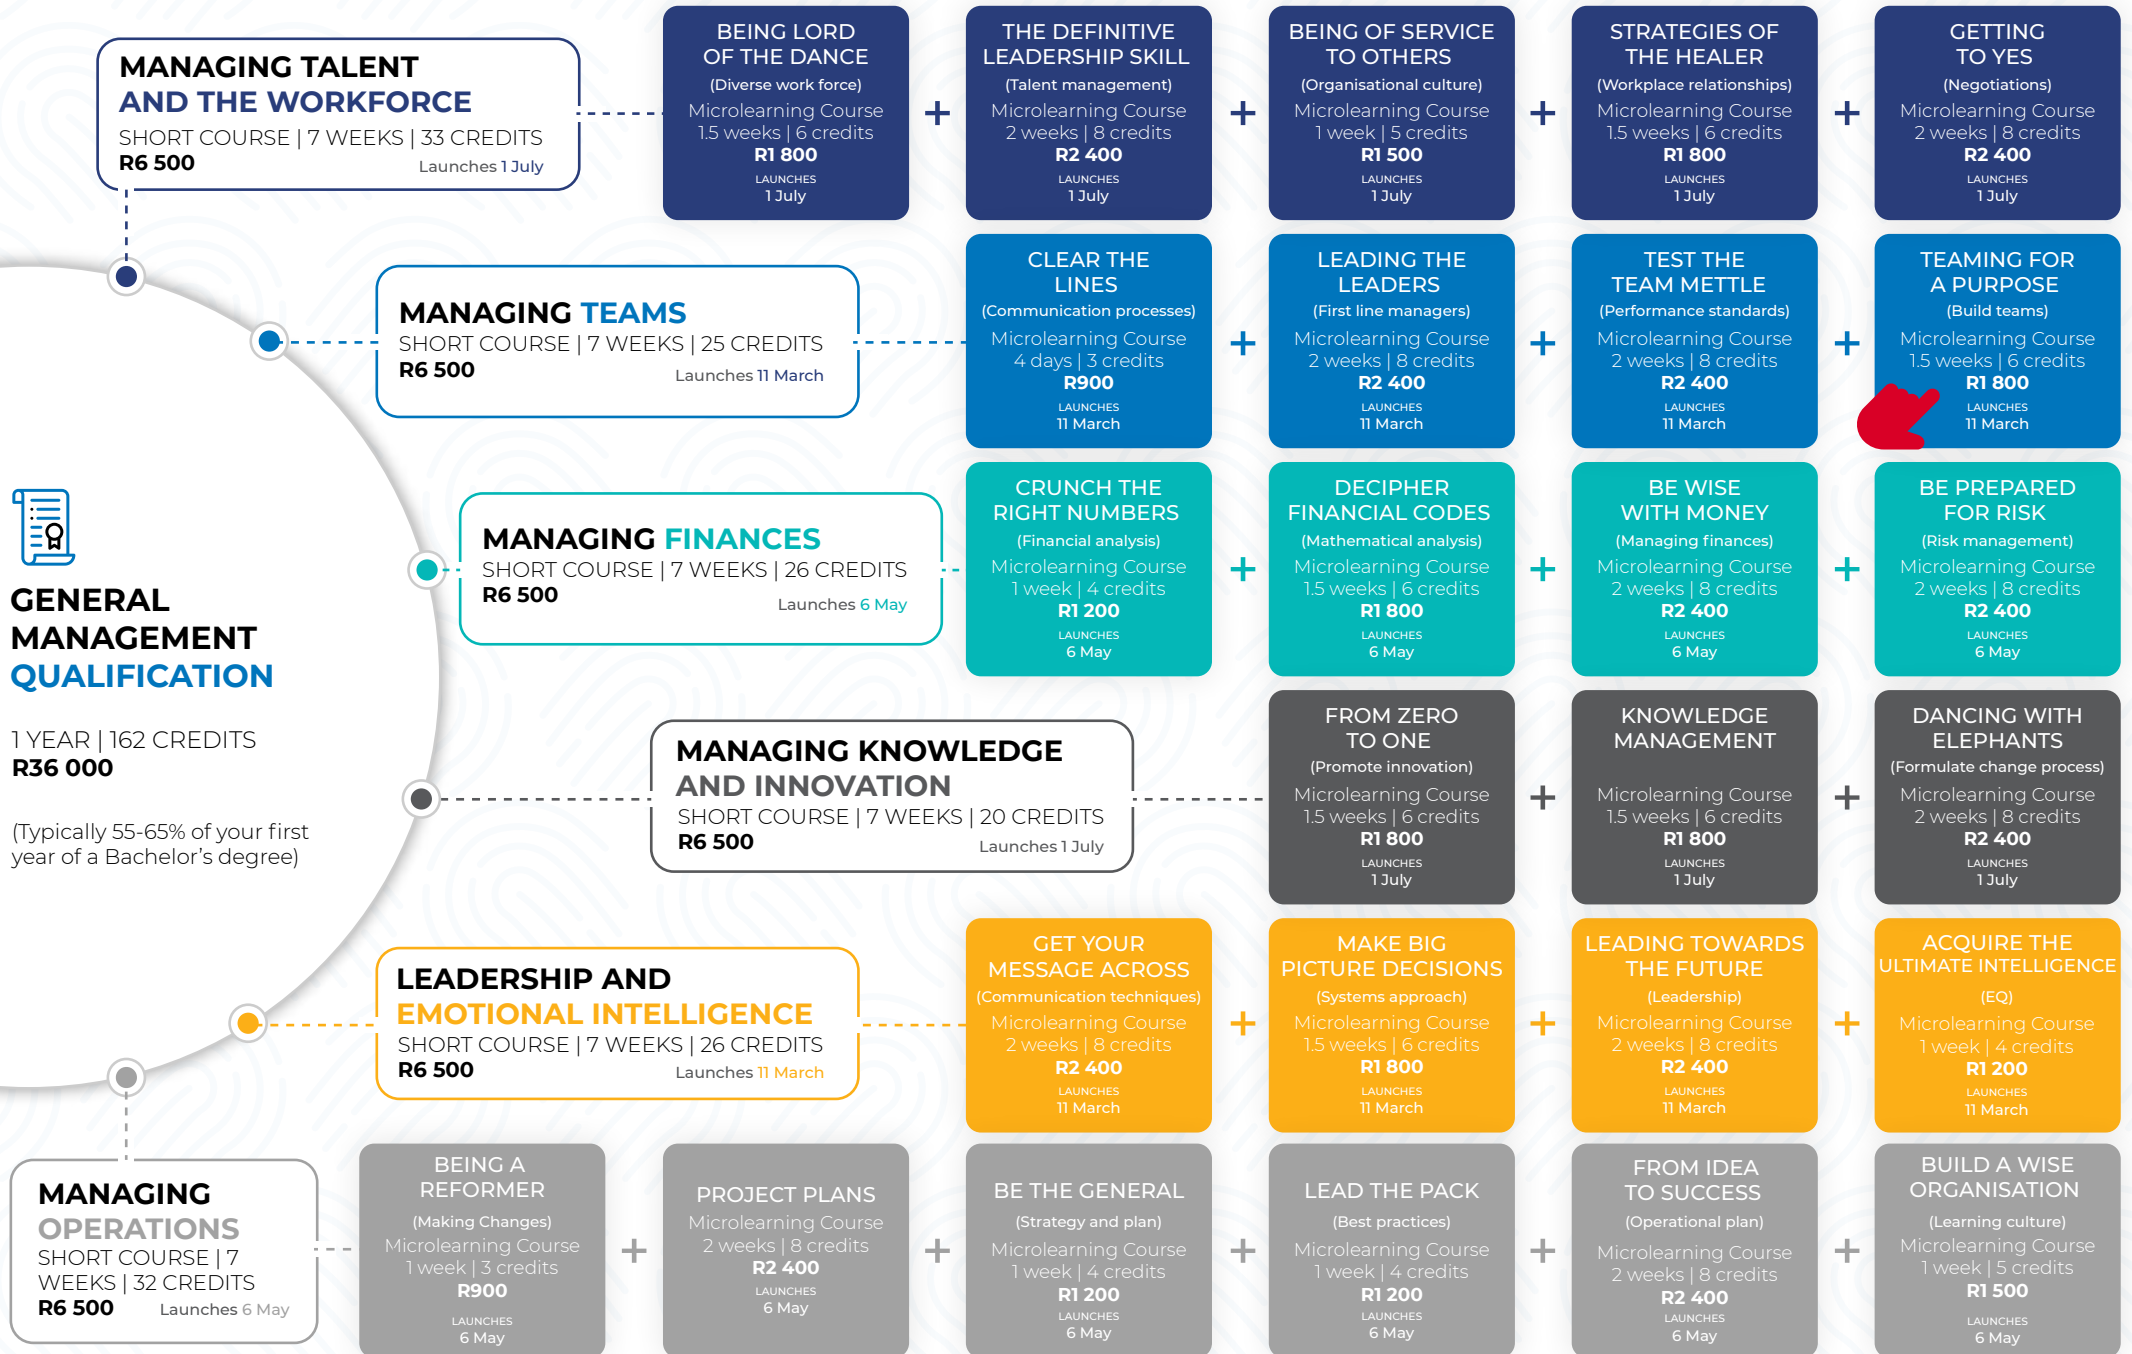 GENERAL
MANAGEMENT
QUALIFICATION
1 YEAR | 162 CREDITS
R36 000
(Typically 55-65% of your first
year of a Bachelor's degree)
MANAGING TALENT
AND THE WORKFORCE
SHORT COURSE | 7 WEEKS | 33 CREDITS
R6 500
Launches 1 July
BEING LORD
OF THE DANCE
(Diverse work force)
Microlearning Course
1.5 weeks | 6 credits
R1 800
LAUNCHES
1 July
+
THE DEFINITIVE
LEADERSHIP SKILL
(Talent management)
Microlearning Course
2 weeks | 8 credits
R2 400
LAUNCHES
1 July
+
BEING OF SERVICE
TO OTHERS
(Organisational culture)
Microlearning Course
1 week | 5 credits
R1 500
LAUNCHES
1 July
+
STRATEGIES OF
THE HEALER
(Workplace relationships)
Microlearning Course
1.5 weeks | 6 credits
R1 800
LAUNCHES
1 July
+
GETTING
TO YES
(Negotiations)
Microlearning Course
2 weeks | 8 credits
R2 400
LAUNCHES
1 July
MANAGING TEAMS
SHORT COURSE | 7 WEEKS | 25 CREDITS
R6 500
Launches 11 March
CLEAR THE
LINES
(Communication processes)
Microlearning Course
4 days | 3 credits
R900
LAUNCHES
11 March
+
LEADING THE
LEADERS
(First line managers)
Microlearning Course
2 weeks | 8 credits
R2 400
LAUNCHES
11 March
+
TEST THE
TEAM METTLE
(Performance standards)
Microlearning Course
2 weeks | 8 credits
R2 400
LAUNCHES
11 March
+
TEAMING FOR
A PURPOSE
(Build teams)
Microlearning Course
1.5 weeks | 6 credits
R1 800
LAUNCHES
11 March
MANAGING FINANCES
SHORT COURSE | 7 WEEKS | 26 CREDITS
R6 500
Launches 6 May
CRUNCH THE
RIGHT NUMBERS
(Financial analysis)
Microlearning Course
1 week | 4 credits
R1 200
LAUNCHES
6 May
+
DECIPHER
FINANCIAL CODES
(Mathematical analysis)
Microlearning Course
1.5 weeks | 6 credits
R1 800
LAUNCHES
6 May
+
BE WISE
WITH MONEY
(Managing finances)
Microlearning Course
2 weeks | 8 credits
R2 400
LAUNCHES
6 May
+
BE PREPARED
FOR RISK
(Risk management)
Microlearning Course
2 weeks | 8 credits
R2 400
LAUNCHES
6 May
MANAGING KNOWLEDGE
AND INNOVATION
SHORT COURSE | 7 WEEKS | 20 CREDITS
R6 500
Launches 1 July
FROM ZERO
TO ONE
(Promote innovation)
Microlearning Course
1.5 weeks | 6 credits
R1 800
LAUNCHES
1 July
+
KNOWLEDGE
MANAGEMENT
Microlearning Course
1.5 weeks | 6 credits
R1 800
LAUNCHES
1 July
+
DANCING WITH
ELEPHANTS
(Formulate change process)
Microlearning Course
2 weeks | 8 credits
R2 400
LAUNCHES
1 July
LEADERSHIP AND
EMOTIONAL INTELLIGENCE
SHORT COURSE | 7 WEEKS | 26 CREDITS
R6 500
Launches 11 March
GET YOUR
MESSAGE ACROSS
(Communication techniques)
Microlearning Course
2 weeks | 8 credits
R2 400
LAUNCHES
11 March
+
MAKE BIG
PICTURE DECISIONS
(Systems approach)
Microlearning Course
1.5 weeks | 6 credits
R1 800
LAUNCHES
11 March
+
LEADING TOWARDS
THE FUTURE
(Leadership)
Microlearning Course
2 weeks | 8 credits
R2 400
LAUNCHES
11 March
+
ACQUIRE THE
ULTIMATE INTELLIGENCE
(EQ)
Microlearning Course
1 week | 4 credits
R1 200
LAUNCHES
11 March
MANAGING
OPERATIONS
SHORT COURSE | 7
WEEKS | 32 CREDITS
R6 500
Launches 6 May
BEING A
REFORMER
(Making Changes)
Microlearning Course
1 week | 3 credits
R900
LAUNCHES
6 May
+
PROJECT PLANS
Microlearning Course
2 weeks | 8 credits
R2 400
LAUNCHES
6 May
+
BE THE GENERAL
(Strategy and plan)
Microlearning Course
1 week | 4 credits
R1 200
LAUNCHES
6 May
+
LEAD THE PACK
(Best practices)
Microlearning Course
1 week | 4 credits
R1 200
LAUNCHES
6 May
+
FROM IDEA
TO SUCCESS
(Operational plan)
Microlearning Course
2 weeks | 8 credits
R2 400
LAUNCHES
6 May
+
BUILD A WISE
ORGANISATION
(Learning culture)
Microlearning Course
1 week | 5 credits
R1 500
LAUNCHES
6 May